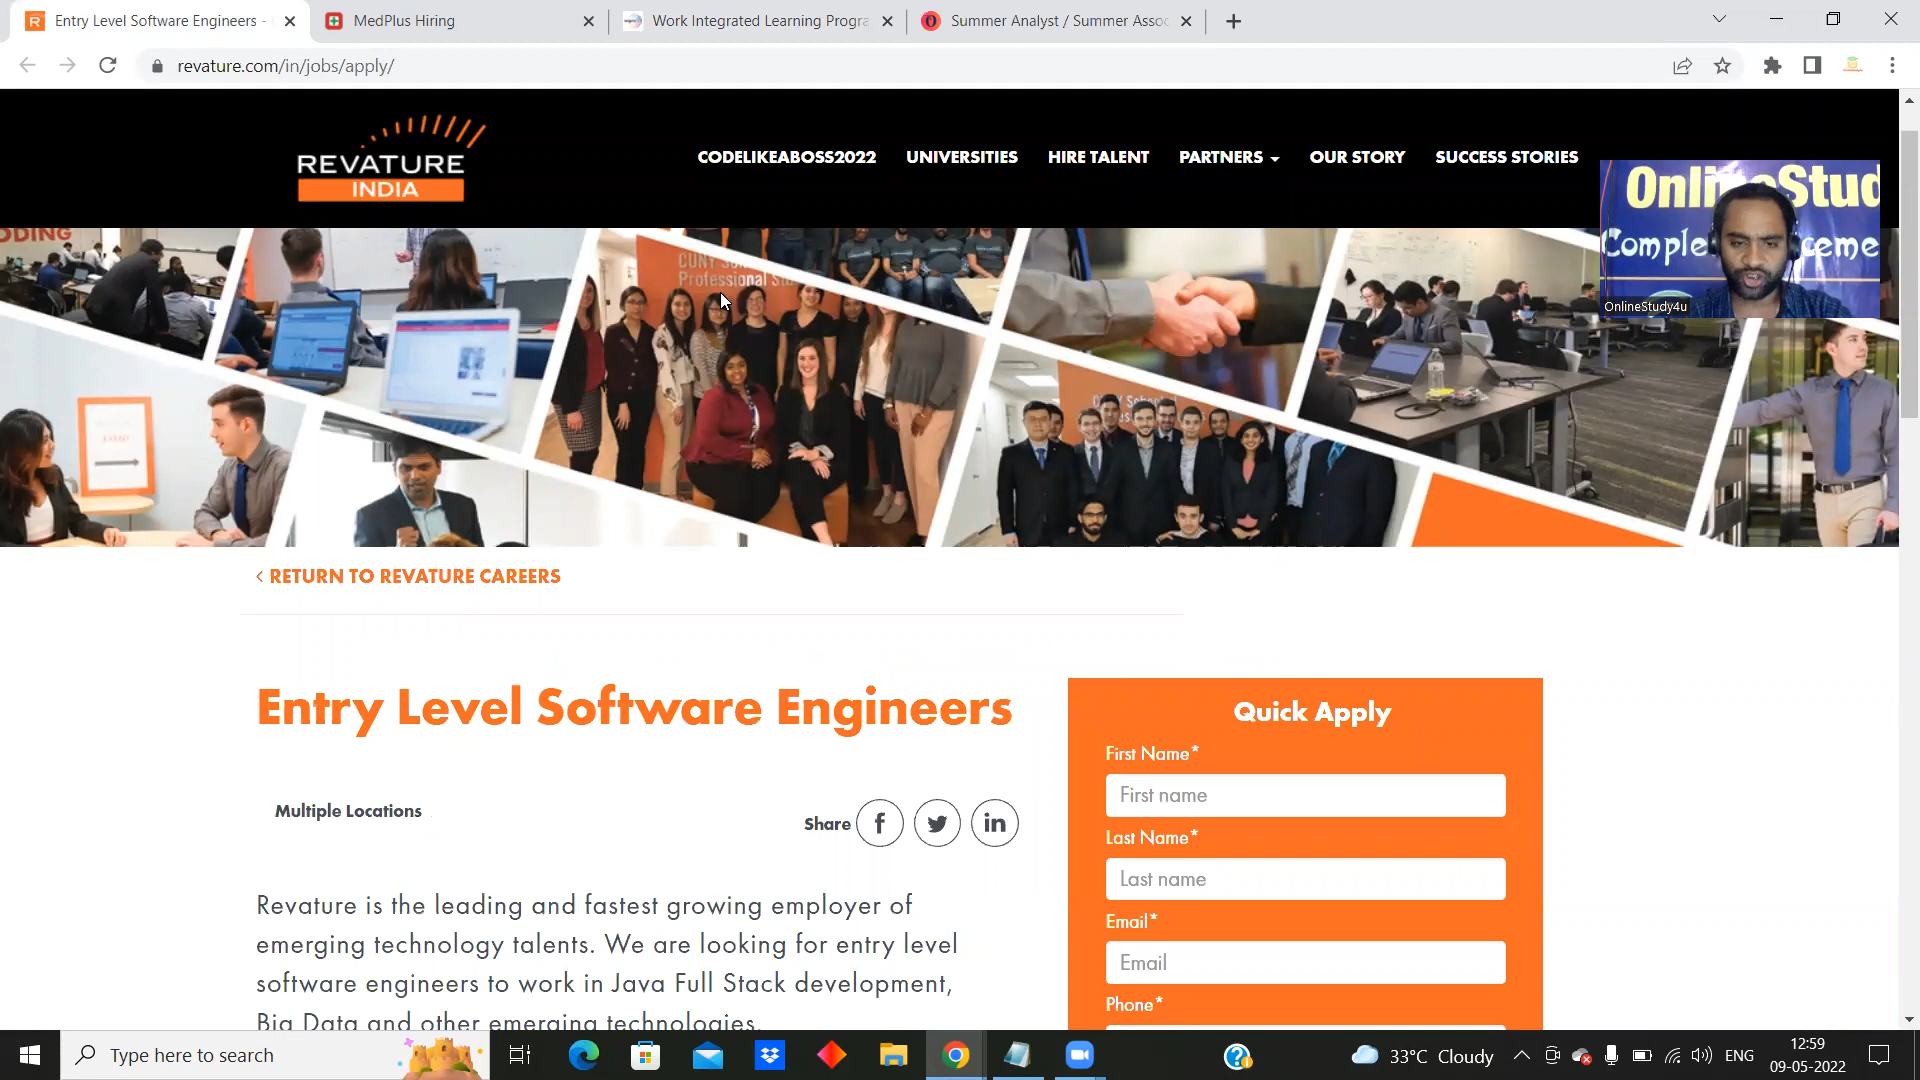 Entry Level Software Engineers -
MedPlus Hiring
Work Integrated Learning Progra
Summer Analyst / Summer Assoc
revature.com/in/jobs/apply/
REVATURE
INDIA
CODELIKEABOSS2022
UNIVERSITIES
HIRE TALENT
PARTNERS
OUR STORY
SUCCESS STORIES
OnlineStud
Comple
ceme
OnlineStudy4u
ODING
CUNY
Professional
< RETURN TO REVATURE CAREERS
Entry Level Software Engineers
Multiple Locations
Share
Revature is the leading and fastest growing employer of
emerging technology talents. We are looking for entry level
software engineers to work in Java Full Stack development,
Big Data and other emerging technologies.
Quick Apply
First Name*
First name
Last Name*
Last name
Email*
Email
Phone*
Type here to search
33°C Cloudy
ENG
12:59
09-05-2022